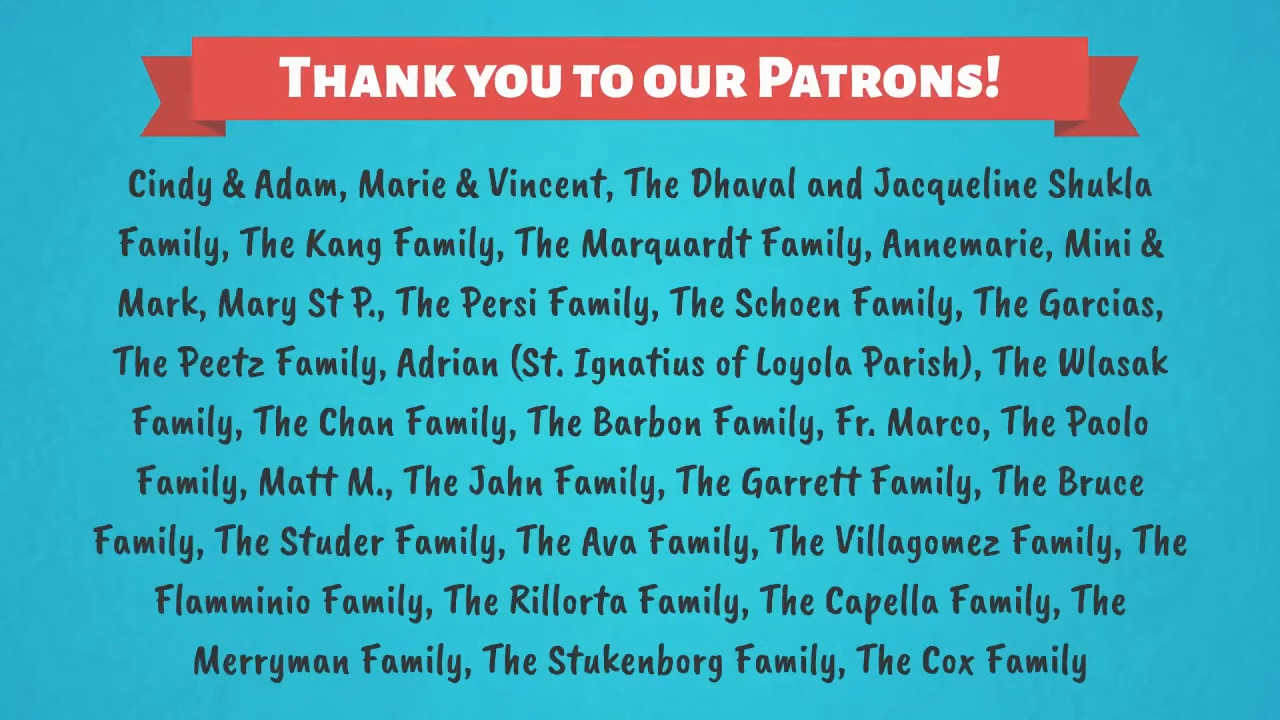 Thank you to our Patrons!
Cindy & Adam, Marie & Vincent, The Dhaval and Jacqueline Shukla
Family, The Kang Family, The Marquardt Family, Annemarie, Mini &
Mark, Mary St P., The Persi Family, The Schoen Family, The Garcias,
The Peetz Family, Adrian (St. Ignatius of Loyola Parish), The Wlasak
Family, The Chan Family, The Barbon Family, Fr. Marco, The Paolo
Family, Matt M., The Jahn Family, The Garrett Family, The Bruce
Family, The Studer Family, The Ava Family, The Villagomez Family, The
Flamminio Family, The Rillorta Family, The Capella Family, The
Merryman Family, The Stukenborg Family, The Cox Family